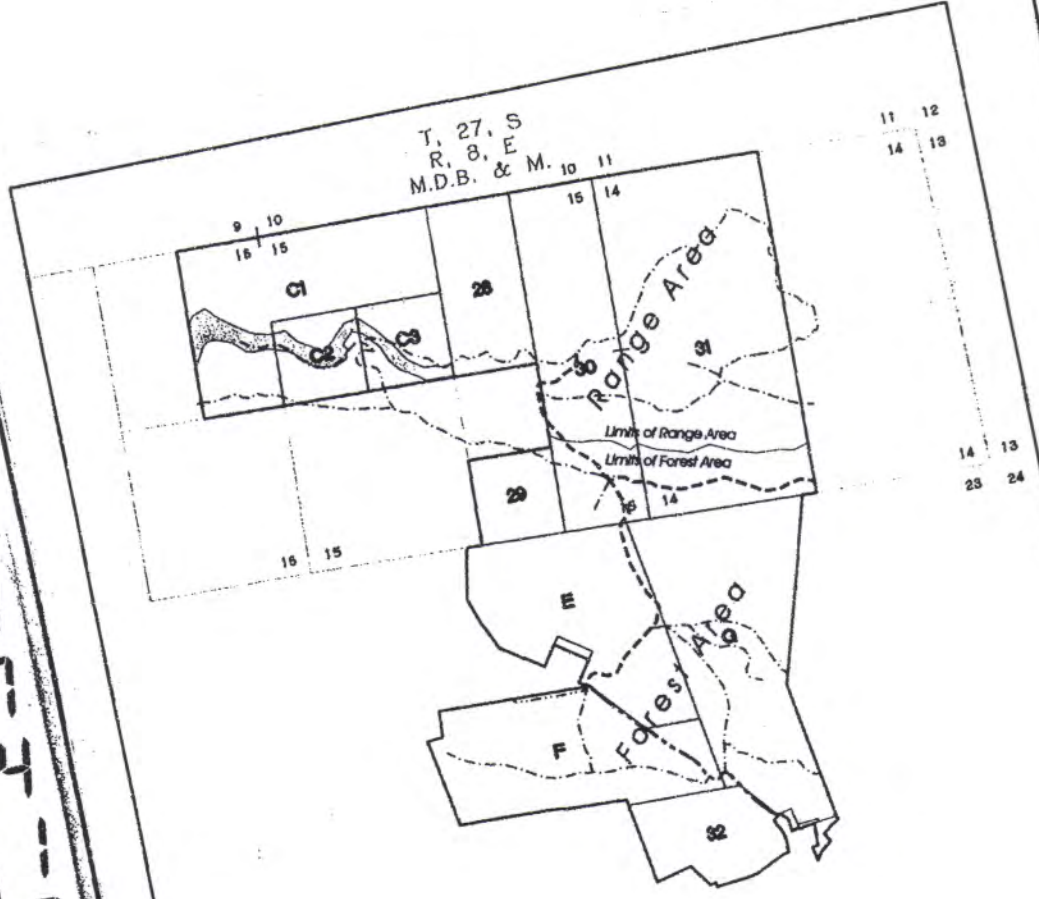 T, 27, S
R, 8, E
M.D.B. & M.
11 12
14 13
10 11
15 14
9 10
16 15
C1
28
C2
C3
30
Range Area
31
Limits of Range Area
Limits of Forest Area
29
15 14
14 13
23 24
16 15
E
Forest Area
G
F
32